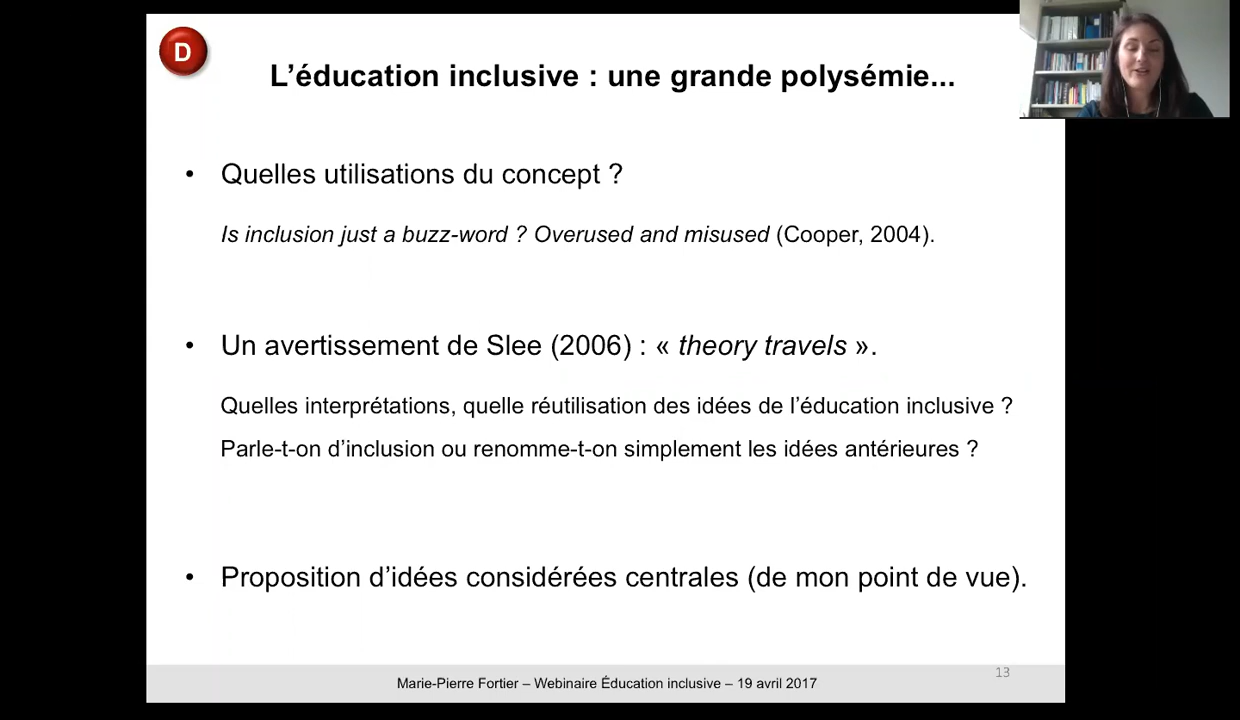 D
L’éducation inclusive : une grande polysémie...
• Quelles utilisations du concept ?
Is inclusion just a buzz-word ? Overused and misused (Cooper, 2004).
• Un avertissement de Slee (2006) : « theory travels ».
Quelles interprétations, quelle réutilisation des idées de l’éducation inclusive ?
Parle-t-on d’inclusion ou renomme-t-on simplement les idées antérieures ?
• Proposition d’idées considérées centrales (de mon point de vue).
13
Marie-Pierre Fortier – Webinaire Éducation inclusive – 19 avril 2017